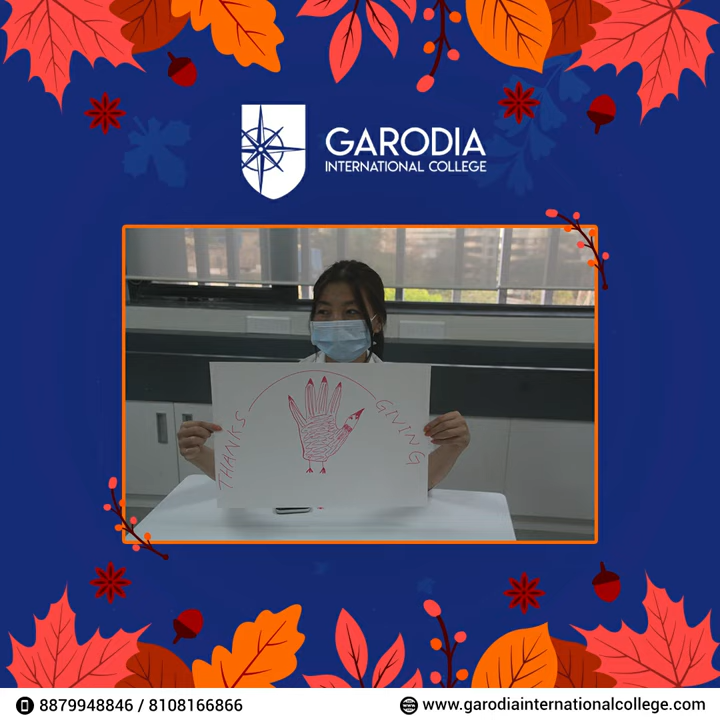 GARODIA
INTERNATIONAL COLLEGE
THANKS
GIVING
8879948846 / 8108166866
www.garodiainternationalcollege.com